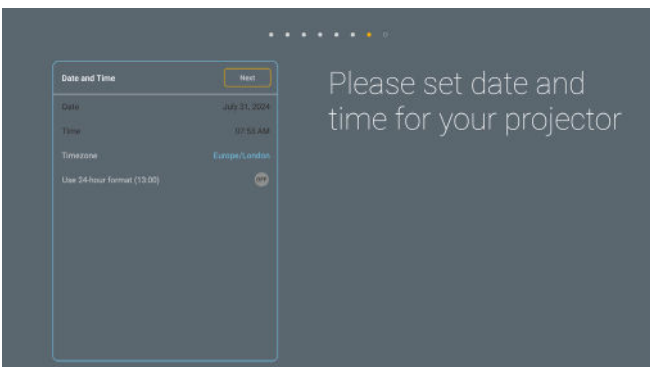 Date and Time
Next
Please set date and
time for your projector
Date
July 31, 2024
Time
07:53 AM
Timezone
Europe/London
Use 24-hour format (13:00)
OFF